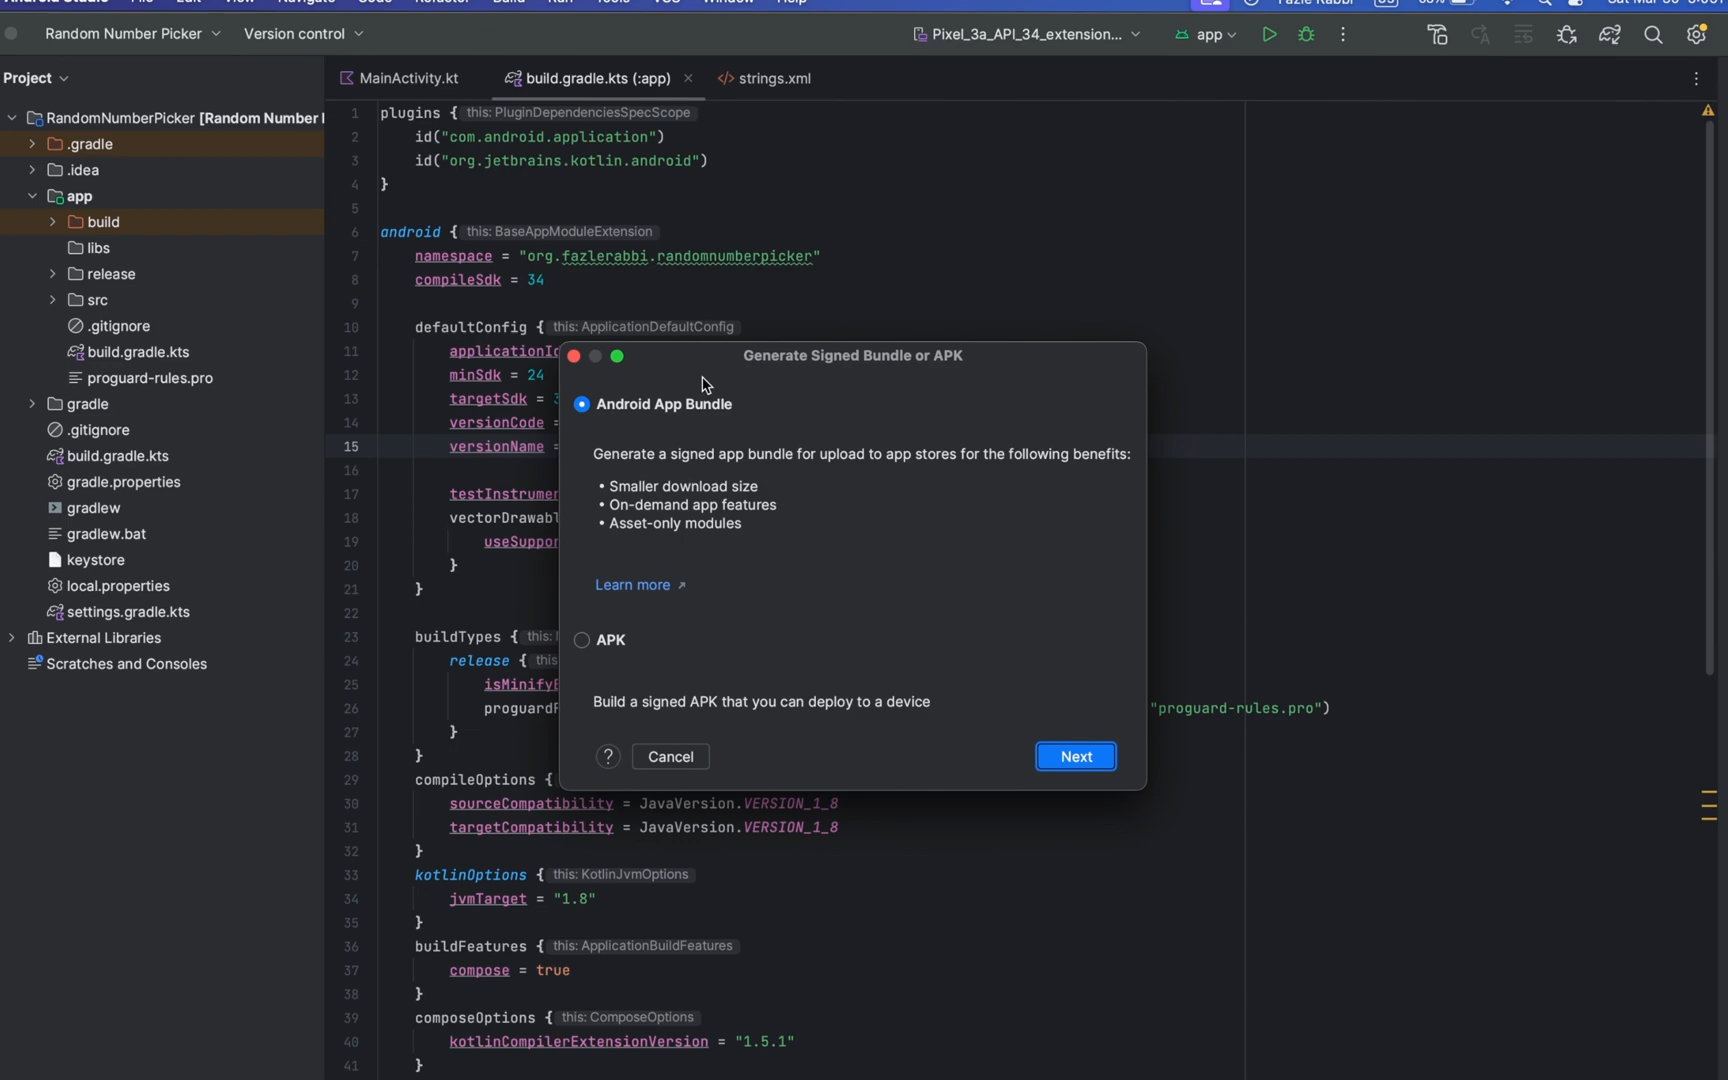 Random Number Picker
Version control
Pixel_3a_API_34_extension...
app
Project
MainActivity.kt
build.gradle.kts (:app)
strings.xml
RandomNumberPicker [Random Number
.gradle
.idea
app
build
libs
release
src
.gitignore
build.gradle.kts
proguard-rules.pro
gradle
.gitignore
build.gradle.kts
gradle.properties
gradlew
gradlew.bat
keystore
local.properties
settings.gradle.kts
External Libraries
Scratches and Consoles
1 plugins { this: PluginDependenciesSpecScope
2 id("com.android.application")
3 id("org.jetbrains.kotlin.android")
4 }
5
6 android { this: BaseAppModuleExtension
7 namespace = "org.fazlerabbi.randomnumberpicker"
8 compileSdk = 34
9
10 defaultConfig { this: ApplicationDefaultConfig
11 applicationId
12 minSdk = 24
13 targetSdk = 3
14 versionCode =
15 versionName =
16
17 testInstrumen
18 vectorDrawabl
19 useSuppor
20 }
21 }
22
23 buildTypes { this:
24 release { this
25 isMinifyE
26 proguardF "proguard-rules.pro")
27 }
28 }
29 compileOptions {
30 sourceCompatibility = JavaVersion.VERSION_1_8
31 targetCompatibility = JavaVersion.VERSION_1_8
32 }
33 kotlinOptions { this: KotlinJvmOptions
34 jvmTarget = "1.8"
35 }
36 buildFeatures { this: ApplicationBuildFeatures
37 compose = true
38 }
39 composeOptions { this: ComposeOptions
40 kotlinCompilerExtensionVersion = "1.5.1"
41 }
Generate Signed Bundle or APK
Android App Bundle
Generate a signed app bundle for upload to app stores for the following benefits:
• Smaller download size
• On-demand app features
• Asset-only modules
Learn more ↗
APK
Build a signed APK that you can deploy to a device
?
Cancel
Next